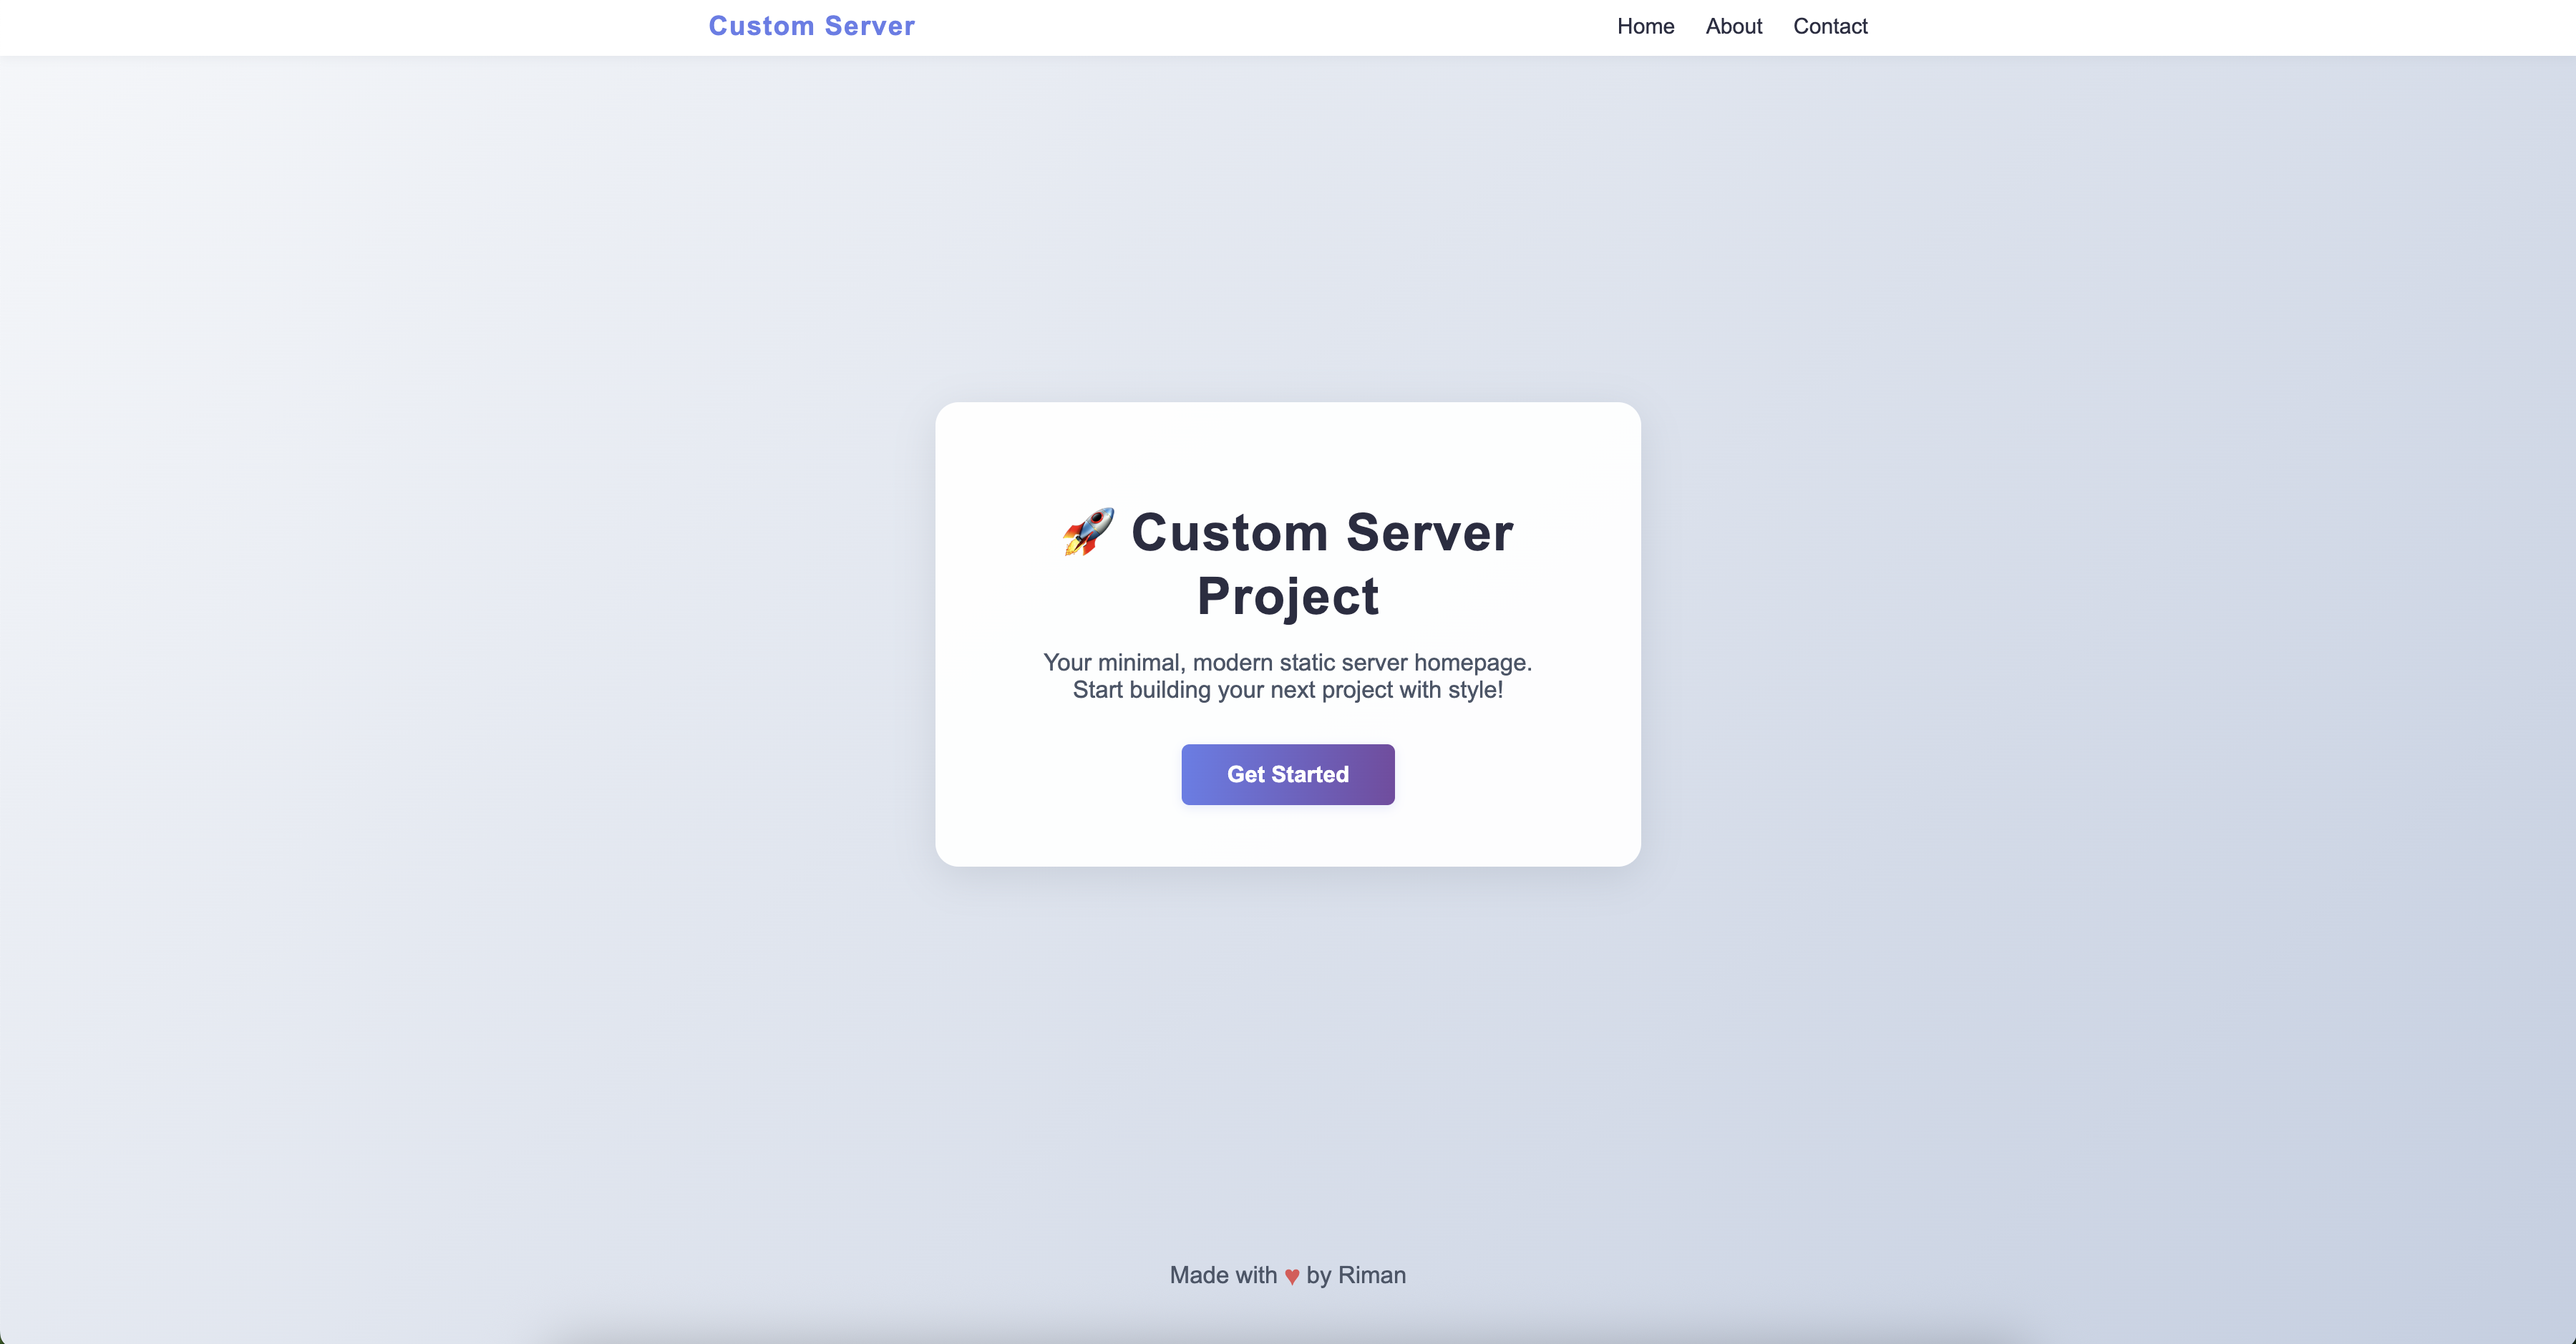 Custom Server
Home About Contact
🚀 Custom Server
Project
Your minimal, modern static server homepage.
Start building your next project with style!
Get Started
Made with ♥ by Riman